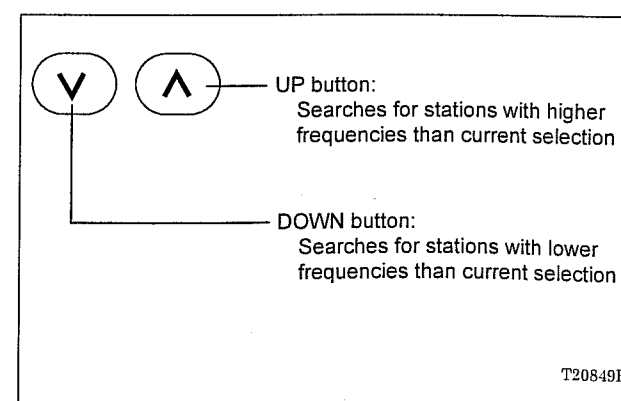 UP button:
Searches for stations with higher
frequencies than current selection
DOWN button:
Searches for stations with lower
frequencies than current selection